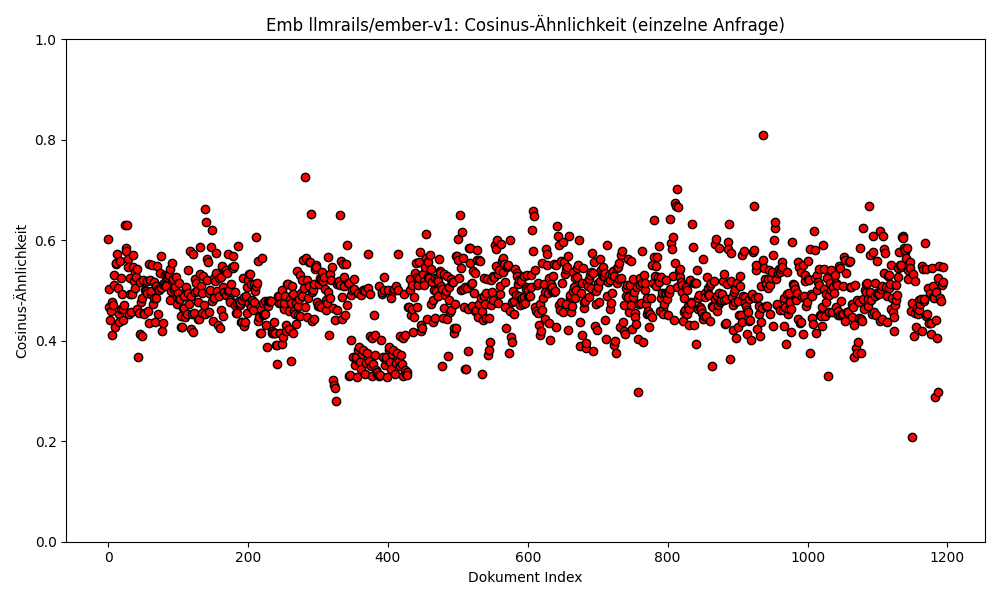 Emb llmrails/ember-v1: Cosinus-Ähnlichkeit (einzelne Anfrage)
Cosinus-Ähnlichkeit
1.0
0.8
0.6
0.4
0.2
0.0
0 200 400 600 800 1000 1200
Dokument Index